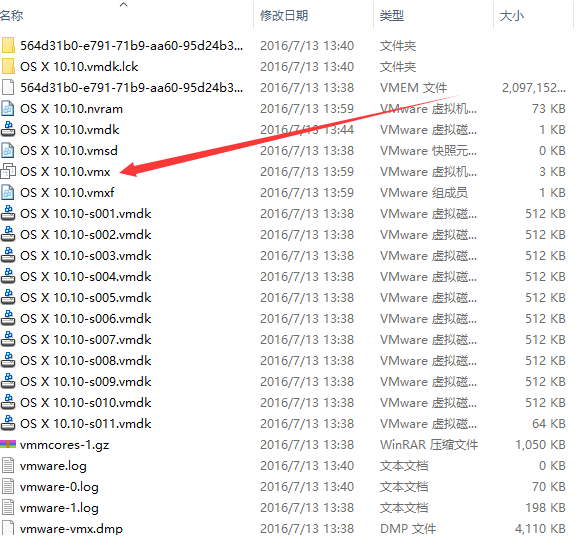 名称 修改日期 类型 大小
564d31b0-e791-71b9-aa60-95d24b3... 2016/7/13 13:40 文件夹
OS X 10.10.vmdk.lck 2016/7/13 13:40 文件夹
564d31b0-e791-71b9-aa60-95d24b3... 2016/7/13 13:38 VMEM 文件 2,097,152...
OS X 10.10.nvram 2016/7/13 13:59 VMware 虚拟机... 73 KB
OS X 10.10.vmdk 2016/7/13 13:44 VMware 虚拟磁... 1 KB
OS X 10.10.vmsd 2016/7/13 13:38 VMware 快照元... 0 KB
OS X 10.10.vmx 2016/7/13 13:59 VMware 虚拟机... 3 KB
OS X 10.10.vmxf 2016/7/13 13:59 VMware 组成员 1 KB
OS X 10.10-s001.vmdk 2016/7/13 13:38 VMware 虚拟磁... 512 KB
OS X 10.10-s002.vmdk 2016/7/13 13:38 VMware 虚拟磁... 512 KB
OS X 10.10-s003.vmdk 2016/7/13 13:38 VMware 虚拟磁... 512 KB
OS X 10.10-s004.vmdk 2016/7/13 13:38 VMware 虚拟磁... 512 KB
OS X 10.10-s005.vmdk 2016/7/13 13:38 VMware 虚拟磁... 512 KB
OS X 10.10-s006.vmdk 2016/7/13 13:38 VMware 虚拟磁... 512 KB
OS X 10.10-s007.vmdk 2016/7/13 13:38 VMware 虚拟磁... 512 KB
OS X 10.10-s008.vmdk 2016/7/13 13:38 VMware 虚拟磁... 512 KB
OS X 10.10-s009.vmdk 2016/7/13 13:38 VMware 虚拟磁... 512 KB
OS X 10.10-s010.vmdk 2016/7/13 13:38 VMware 虚拟磁... 512 KB
OS X 10.10-s011.vmdk 2016/7/13 13:38 VMware 虚拟磁... 64 KB
vmmcores-1.gz 2016/7/13 13:38 WinRAR 压缩文件 1,050 KB
vmware.log 2016/7/13 13:40 文本文档 0 KB
vmware-0.log 2016/7/13 13:40 文本文档 70 KB
vmware-1.log 2016/7/13 13:38 文本文档 198 KB
vmware-vmx.dmp 2016/7/13 13:38 DMP 文件 4,110 KB